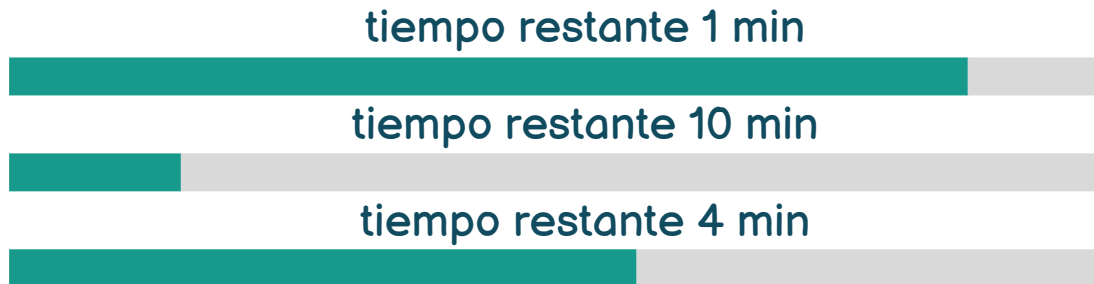 tiempo restante 1 min
tiempo restante 10 min
tiempo restante 4 min